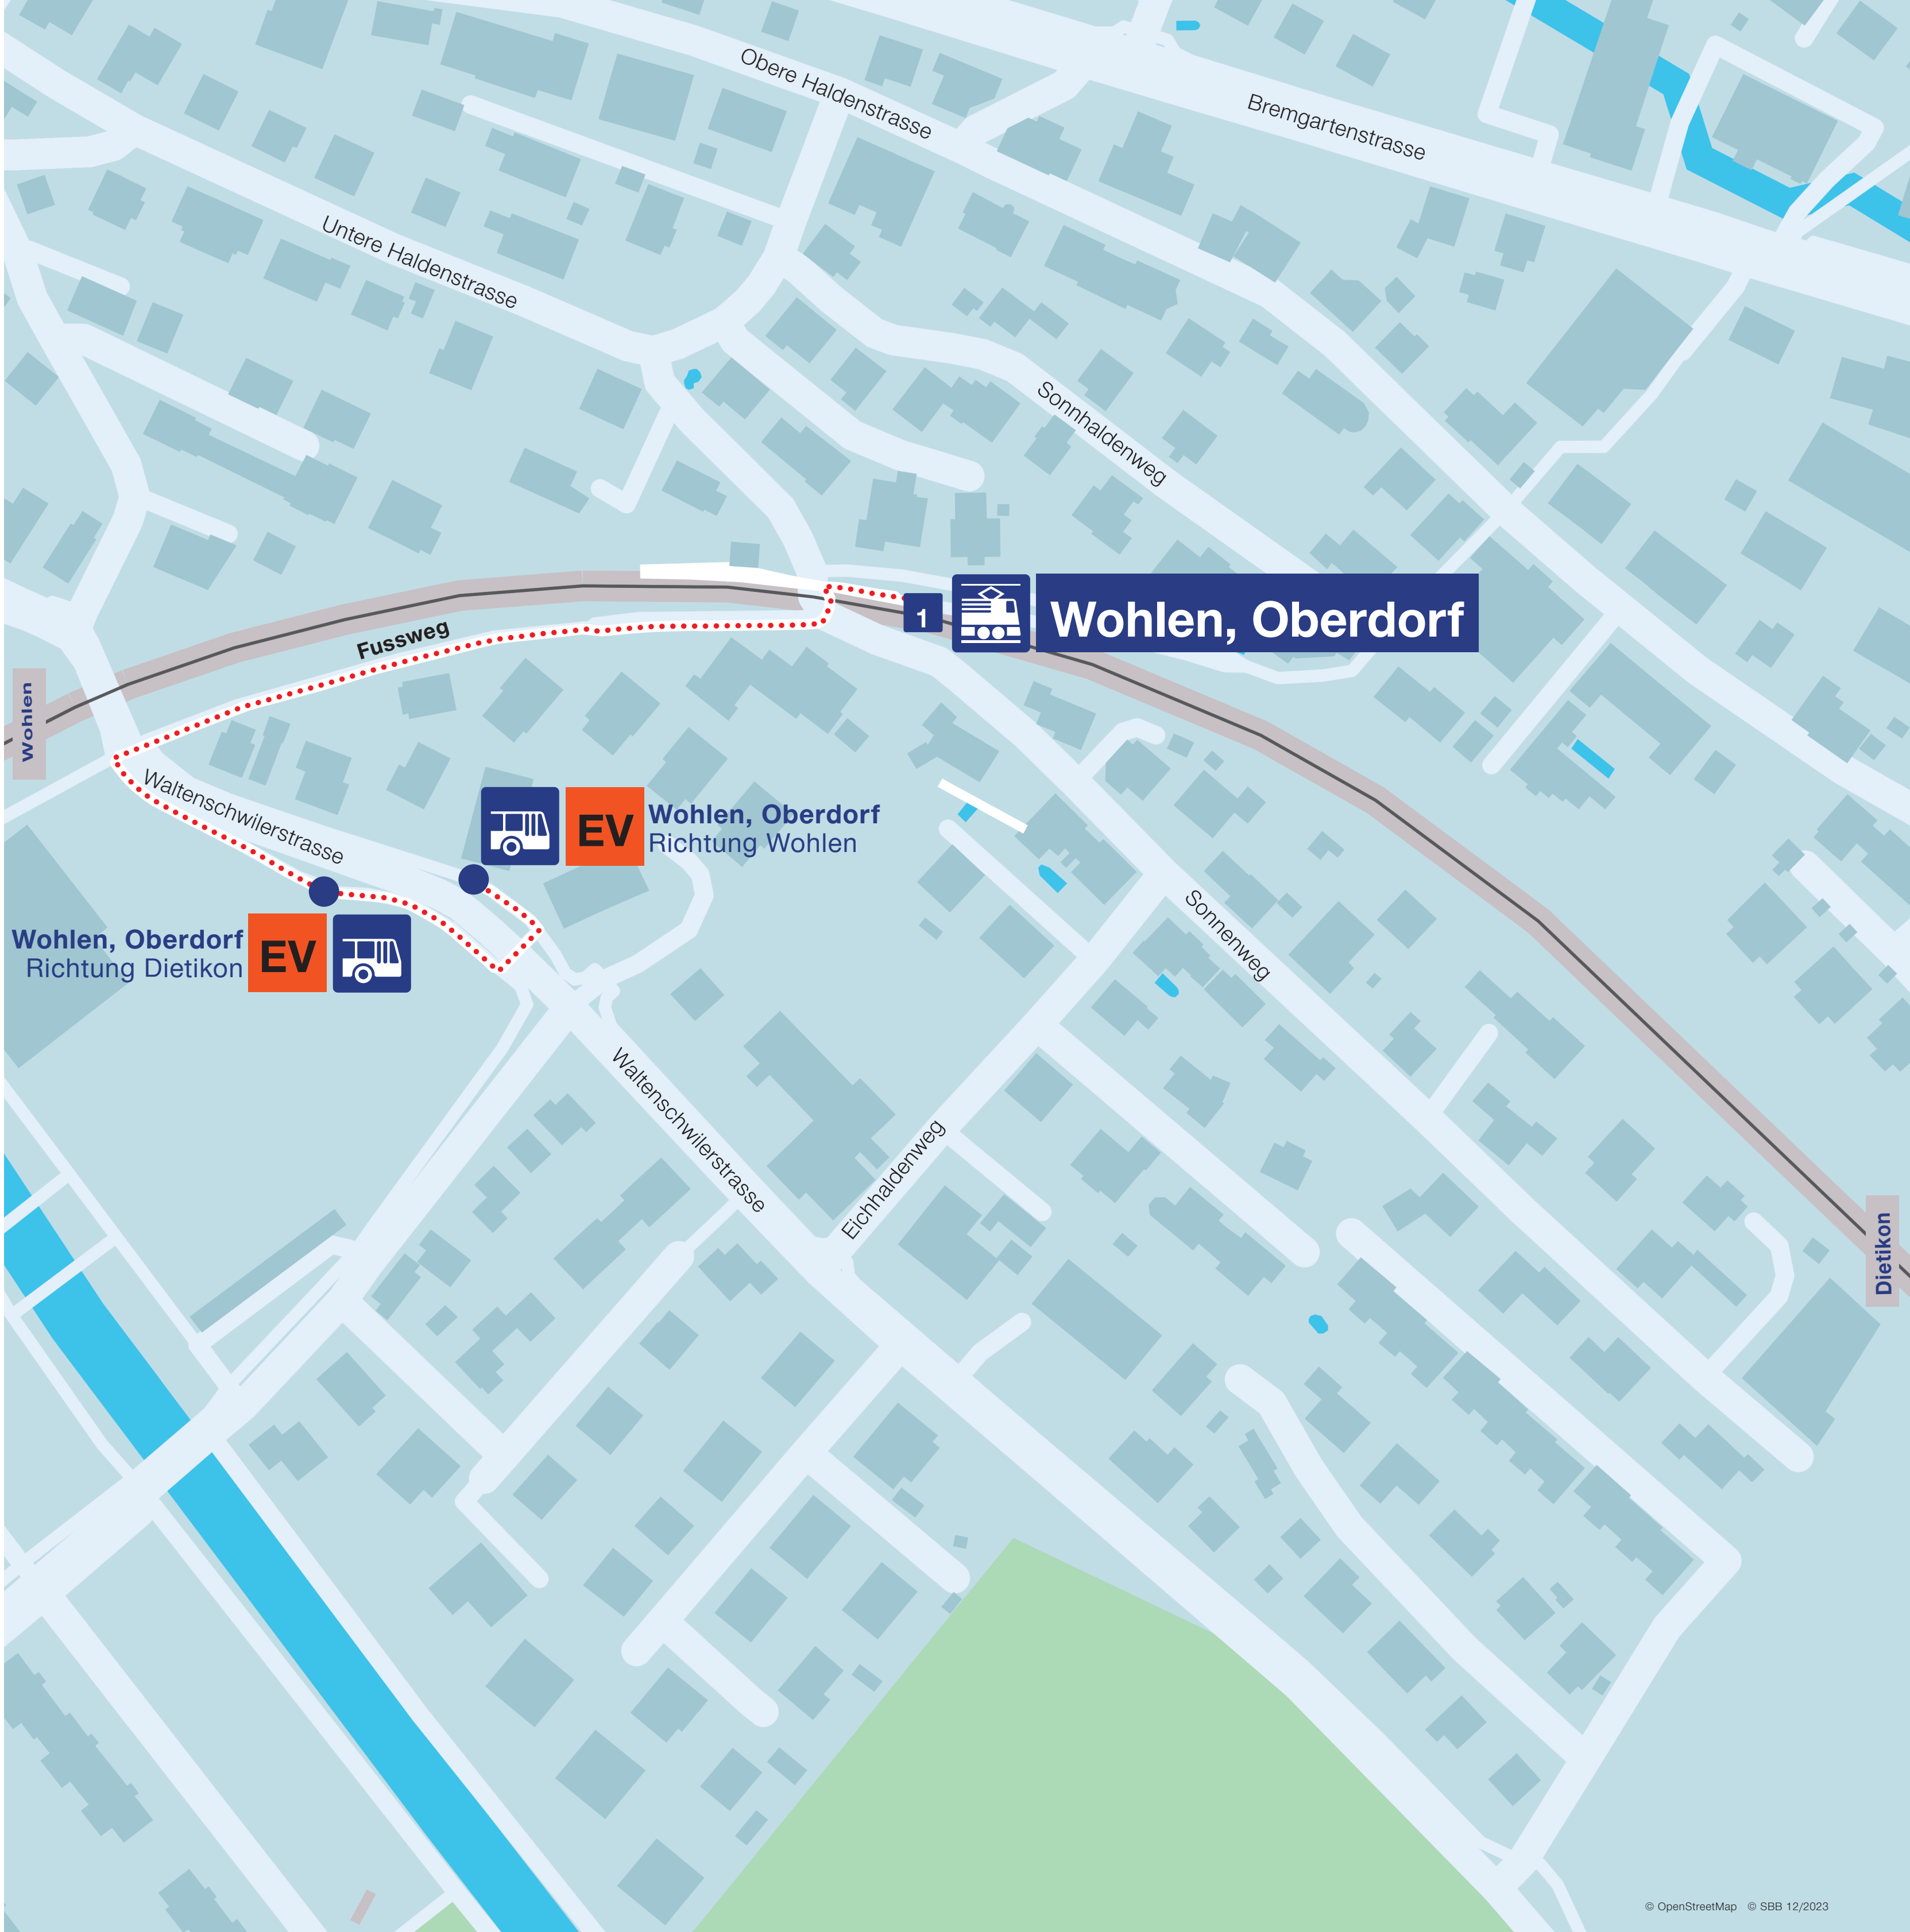 Obere Haldenstrasse
Bremgartenstrasse
Untere Haldenstrasse
Sonnhaldenweg
1
Wohlen, Oberdorf
Fussweg
Wohlen
Waltenschwilerstrasse
EV
Wohlen, Oberdorf
Richtung Wohlen
Wohlen, Oberdorf
Richtung Dietikon
EV
Sonnenweg
Waltenschwilerstrasse
Eichhaldenweg
Dietikon
© OpenStreetMap © SBB 12/2023